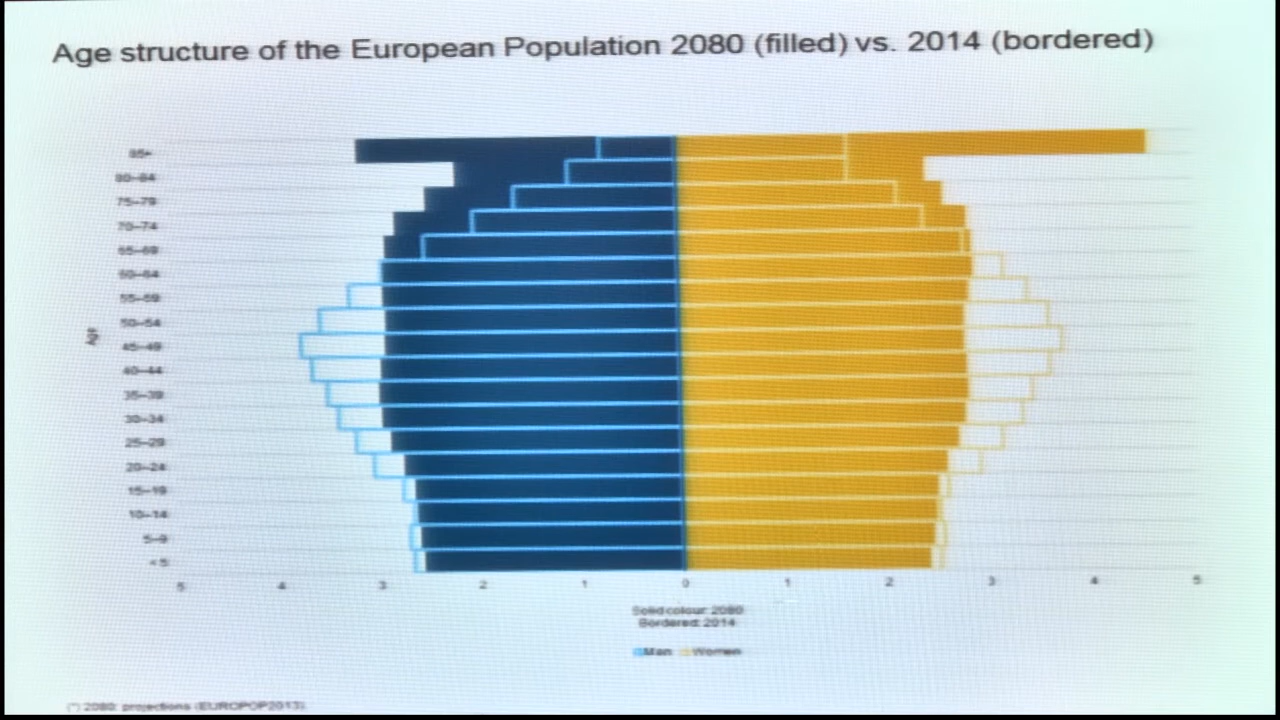 Age structure of the European Population 2080 (filled) vs. 2014 (bordered)
85+
80–84
75–79
70–74
65–69
60–64
55–59
50–54
Age
45–49
40–44
35–39
30–34
25–29
20–24
15–19
10–14
5–9
<5
5 4 3 2 1 0 1 2 3 4 5
Solid colour: 2080
Bordered: 2014
Men Women
(*) 2080: projections (EUROPOP2013)